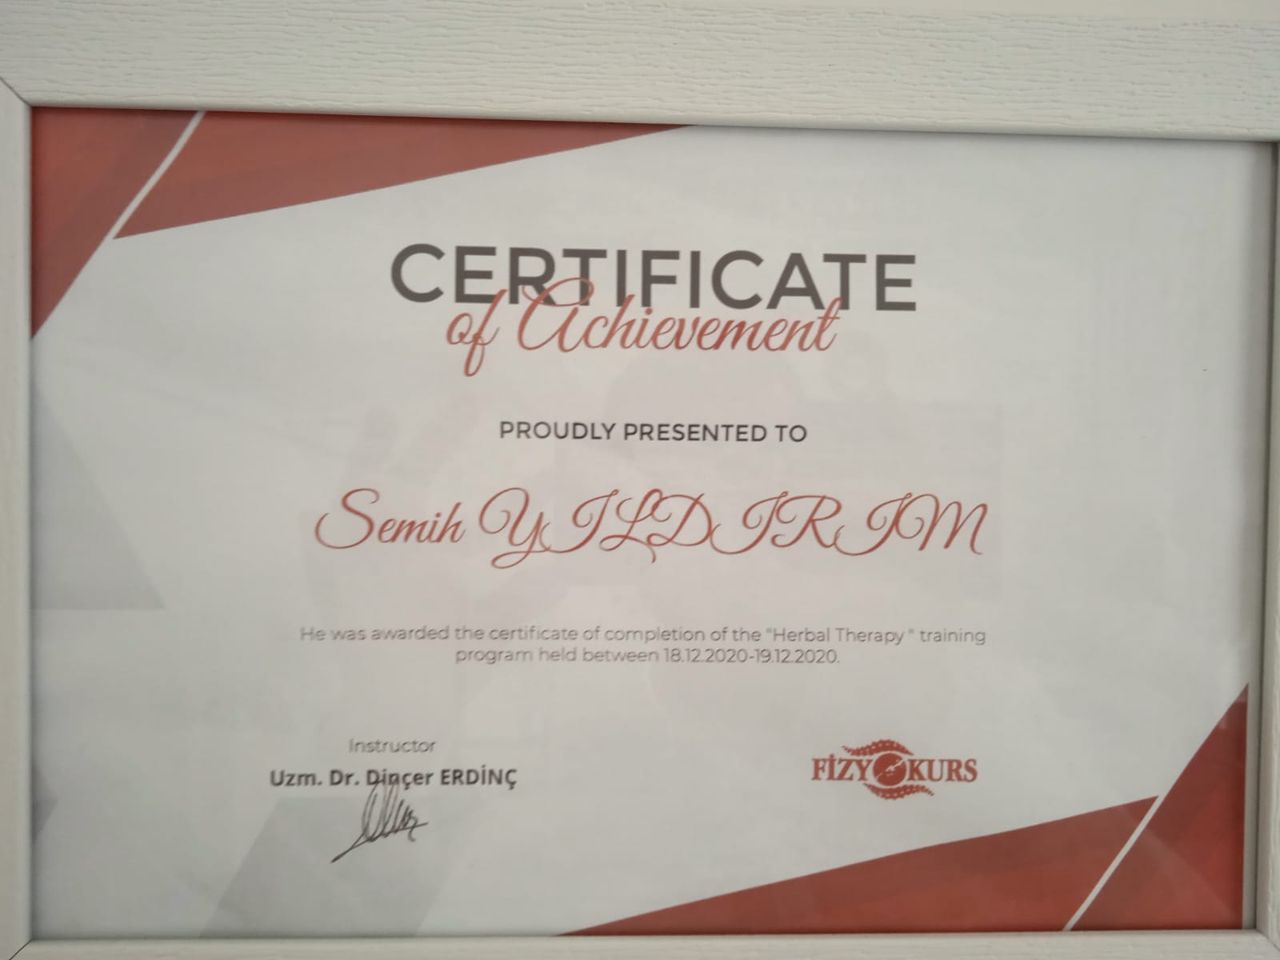 CERTIFICATE
of Achievement
PROUDLY PRESENTED TO
Semih YILDIRIM
He was awarded the certificate of completion of the "Herbal Therapy " training
program held between 18.12.2020-19.12.2020.
Instructor
Uzm. Dr. Dinçer ERDİNÇ
FİZYOKURS